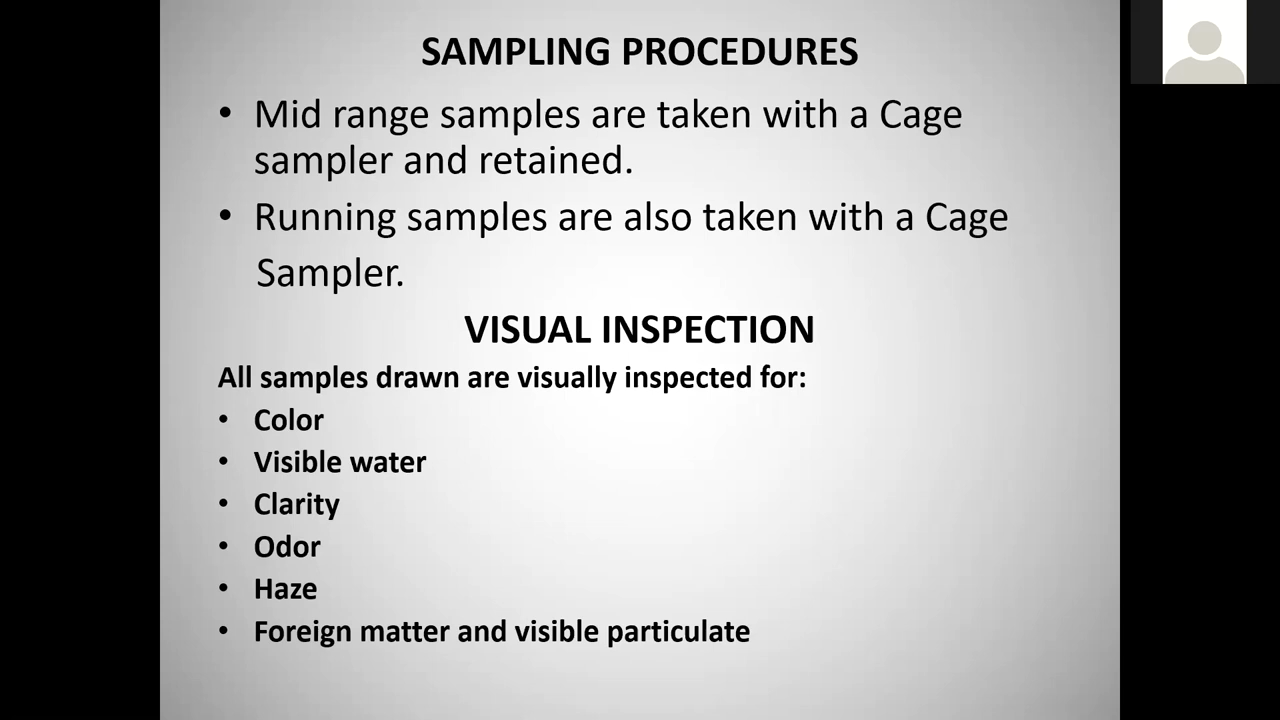 SAMPLING PROCEDURES
• Mid range samples are taken with a Cage
sampler and retained.
• Running samples are also taken with a Cage
Sampler.
VISUAL INSPECTION
All samples drawn are visually inspected for:
• Color
• Visible water
• Clarity
• Odor
• Haze
• Foreign matter and visible particulate